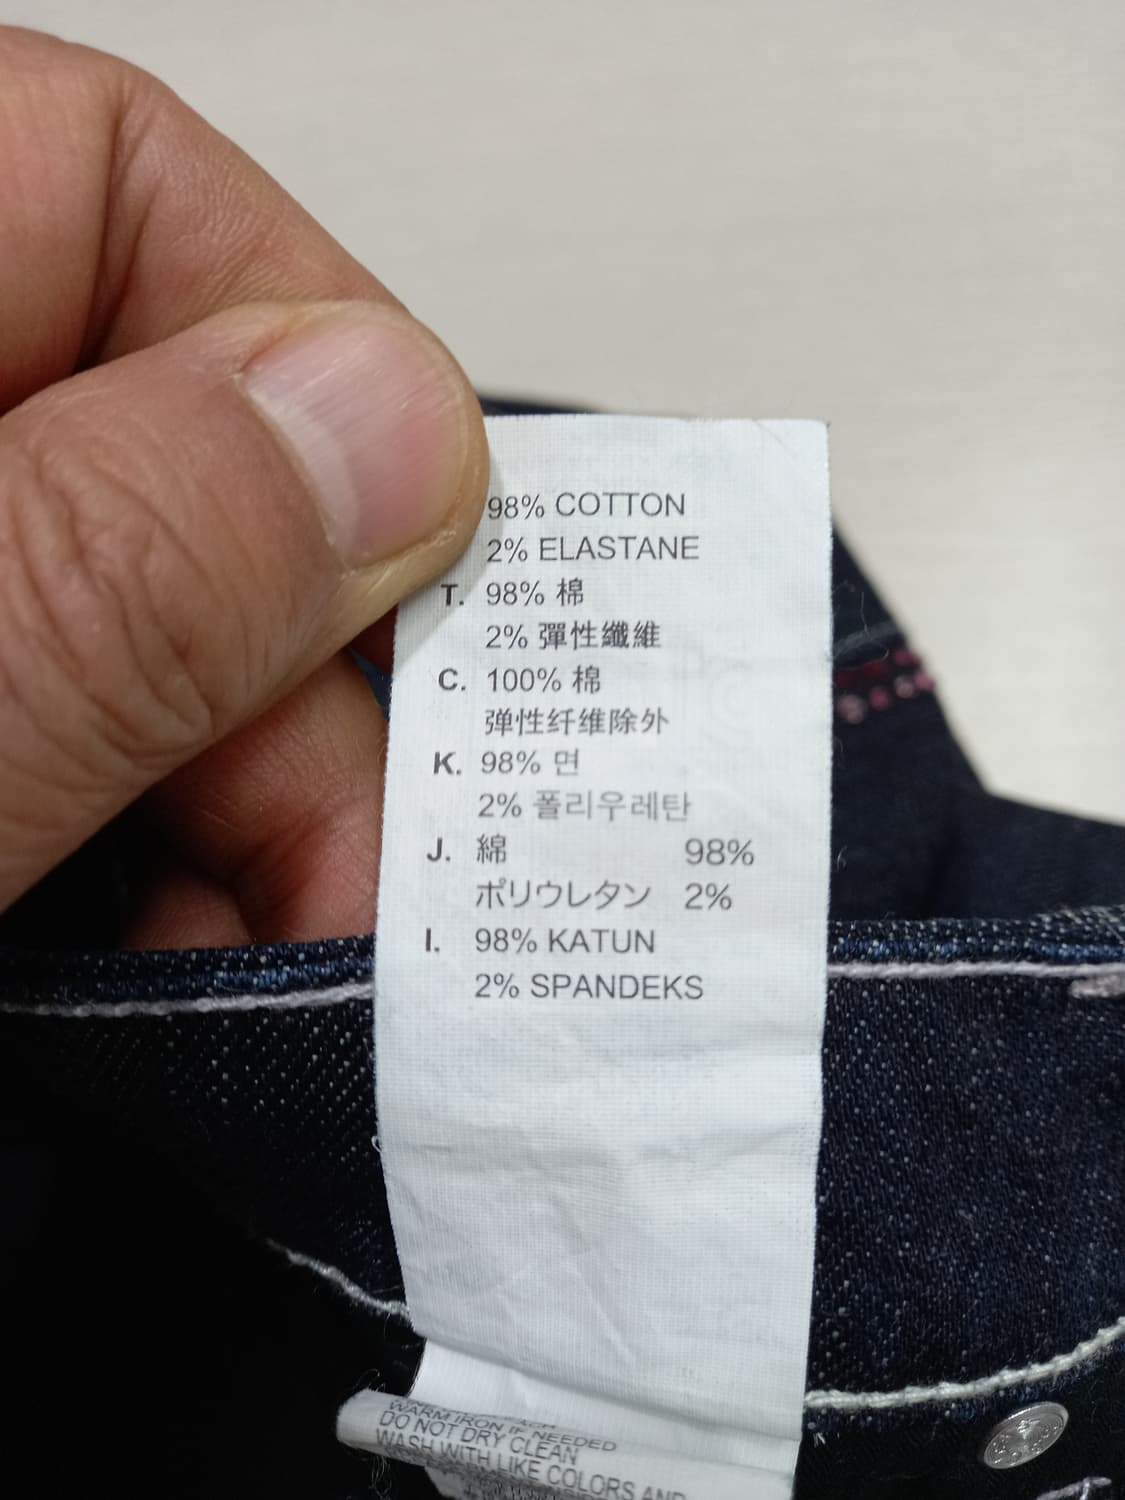 98% COTTON
2% ELASTANE
T. 98% 棉
2% 彈性纖維
C. 100% 棉
弹性纤维除外
K. 98% 면
2% 폴리우레탄
J. 綿 98%
ポリウレタン 2%
I. 98% KATUN
2% SPANDEKS
WARM IRON IF NEEDED
DO NOT DRY CLEAN
WASH WITH LIKE COLORS AND